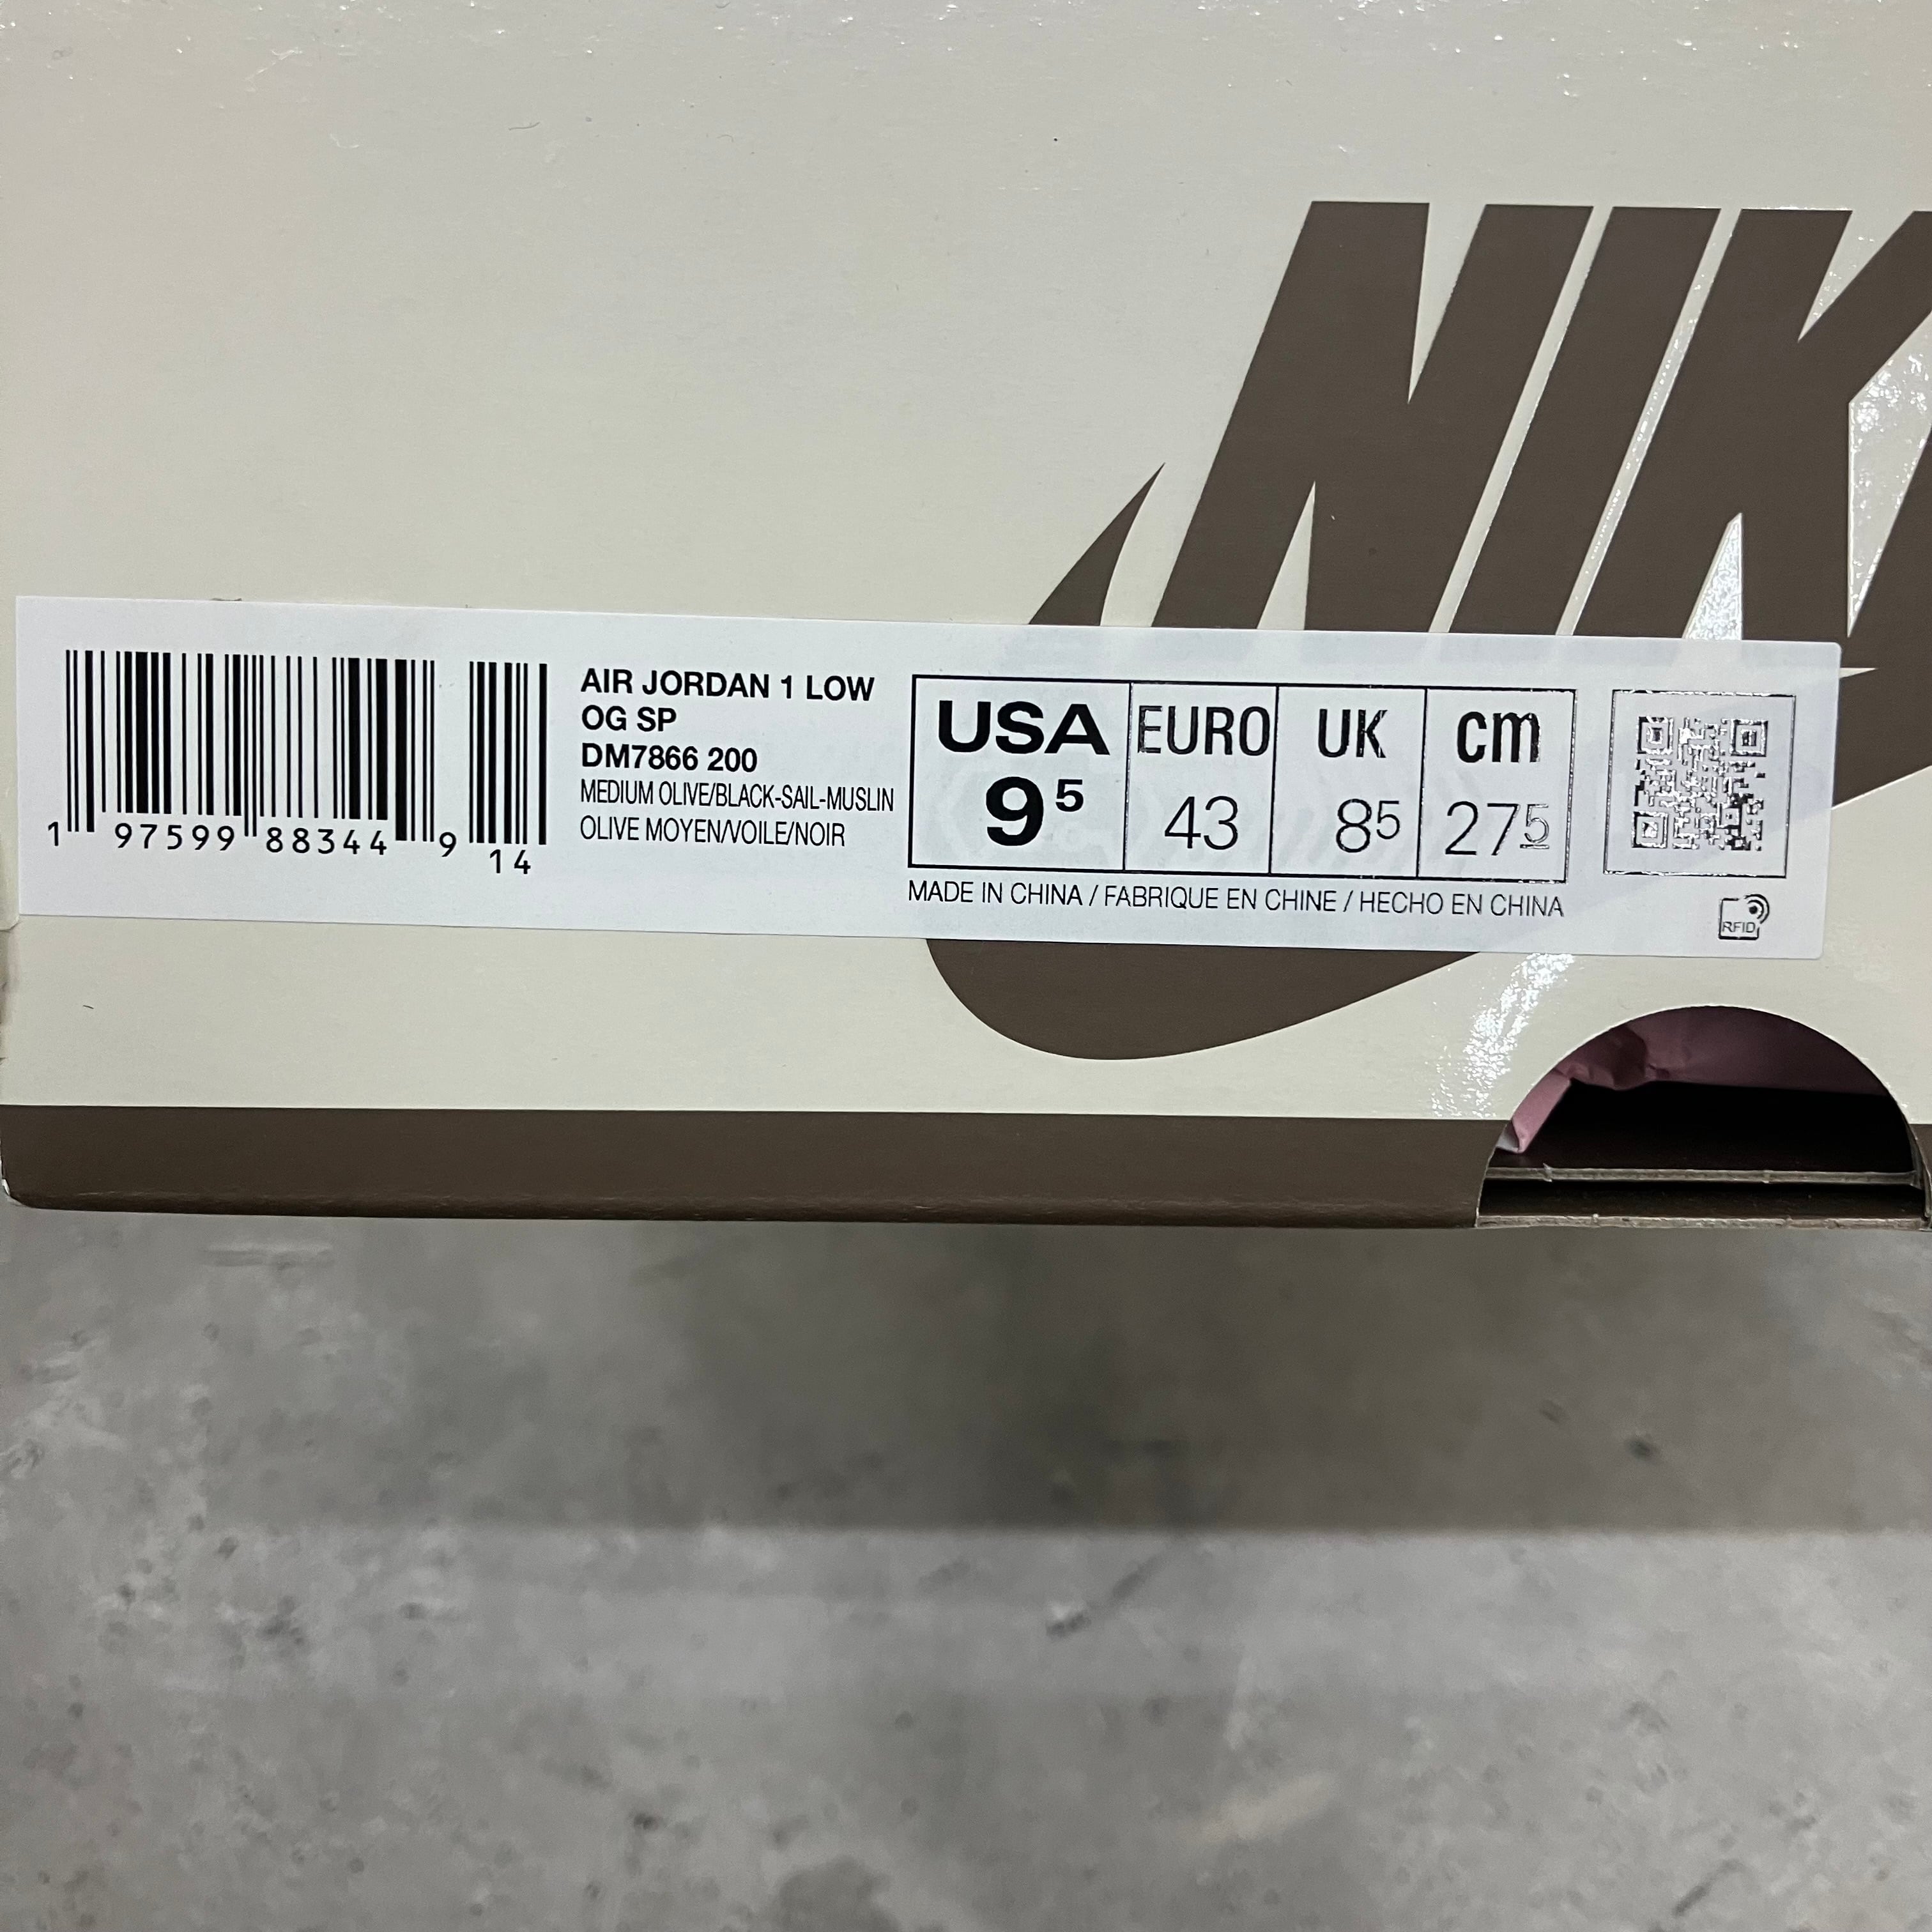 NIK
AIR JORDAN 1 LOW
OG SP
DM7866 200
MEDIUM OLIVE/BLACK-SAIL-MUSLIN
OLIVE MOYEN/VOILE/NOIR
1 97599 88344 9 14
USA EURO UK cm
9 5 43 8 5 27 5
MADE IN CHINA / FABRIQUE EN CHINE / HECHO EN CHINA
RFID